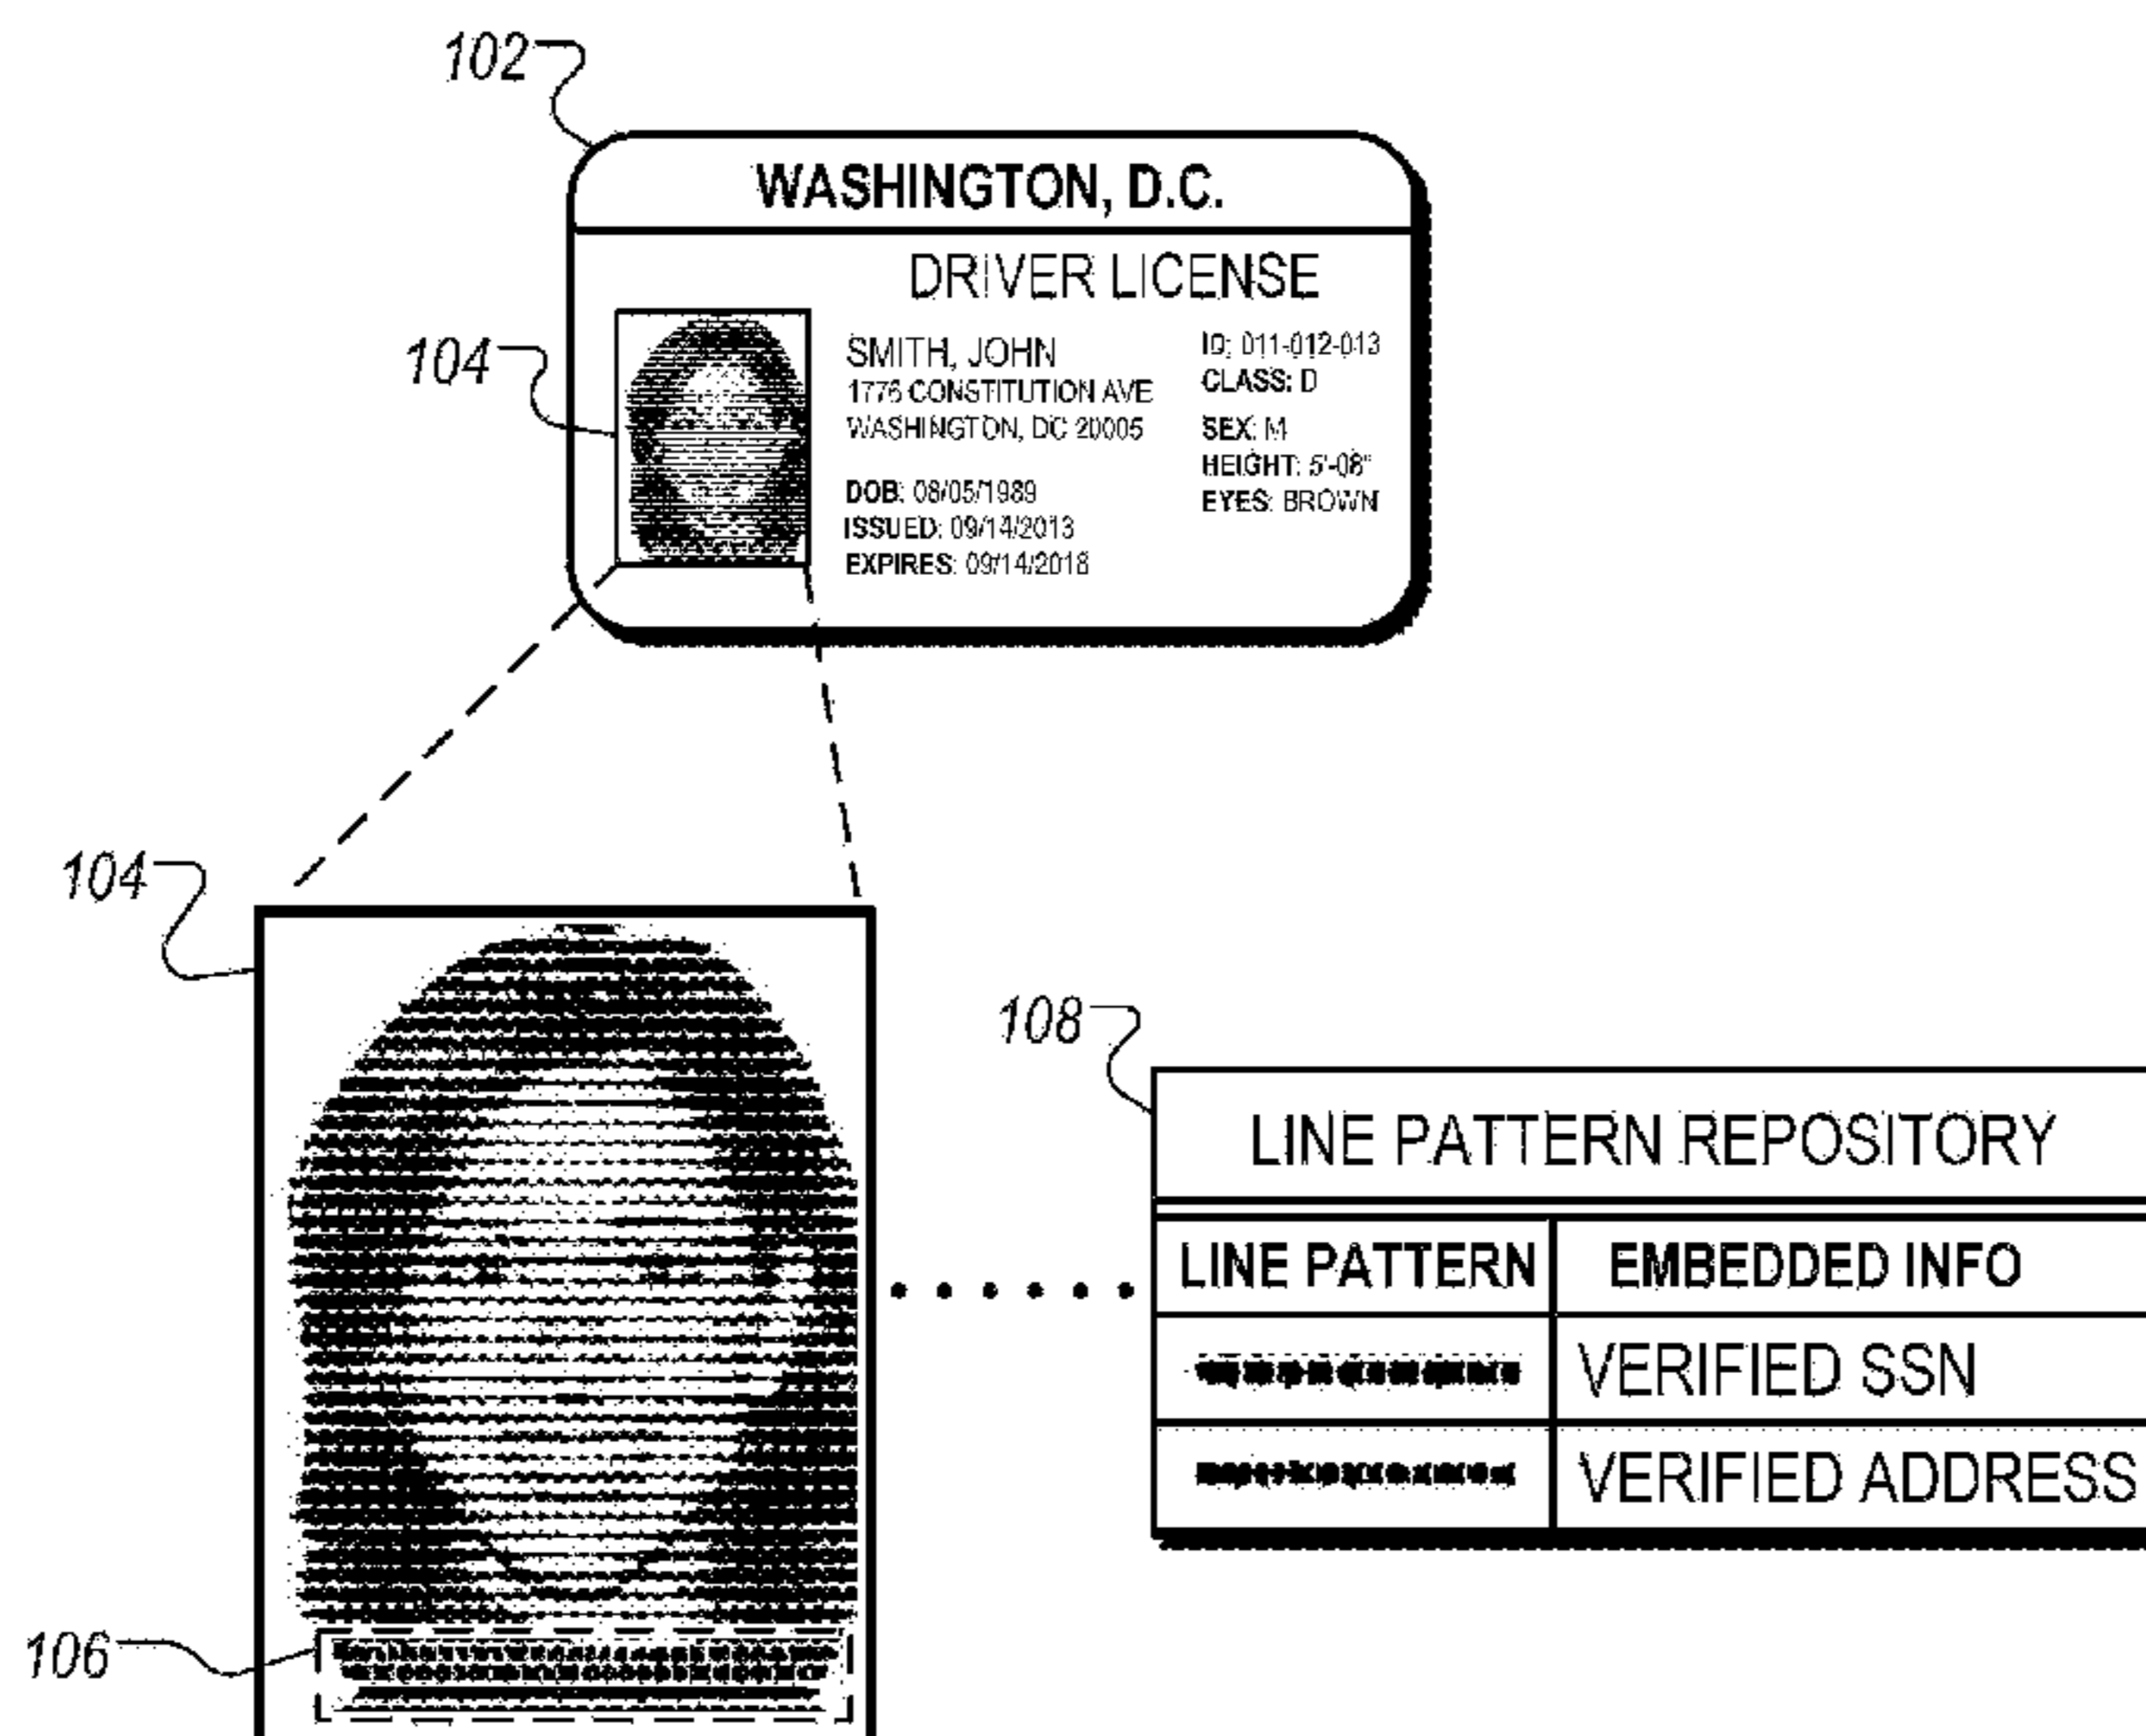 102
WASHINGTON, D.C.
DRIVER LICENSE
104
SMITH, JOHN
1776 CONSTITUTION AVE
WASHINGTON, DC 20005
DOB: 08/05/1989
ISSUED: 09/14/2013
EXPIRES: 09/14/2018
ID: 011-012-013
CLASS: D
SEX: M
HEIGHT: 5'-08"
EYES: BROWN
104
108
LINE PATTERN REPOSITORY
LINE PATTERN EMBEDDED INFO
VERIFIED SSN
VERIFIED ADDRESS
106